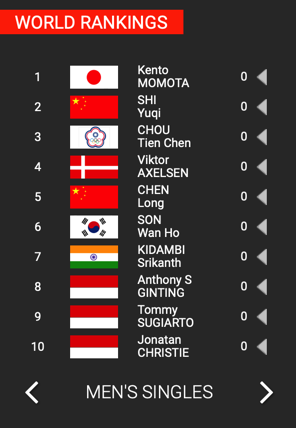 WORLD RANKINGS
1 Kento 0
MOMOTA
2 SHI 0
Yuqi
3 CHOU 0
Tien Chen
4 Viktor 0
AXELSEN
5 CHEN 0
Long
6 SON 0
Wan Ho
7 KIDAMBI 0
Srikanth
8 Anthony S 0
GINTING
9 Tommy 0
SUGIARTO
10 Jonatan 0
CHRISTIE
MEN'S SINGLES